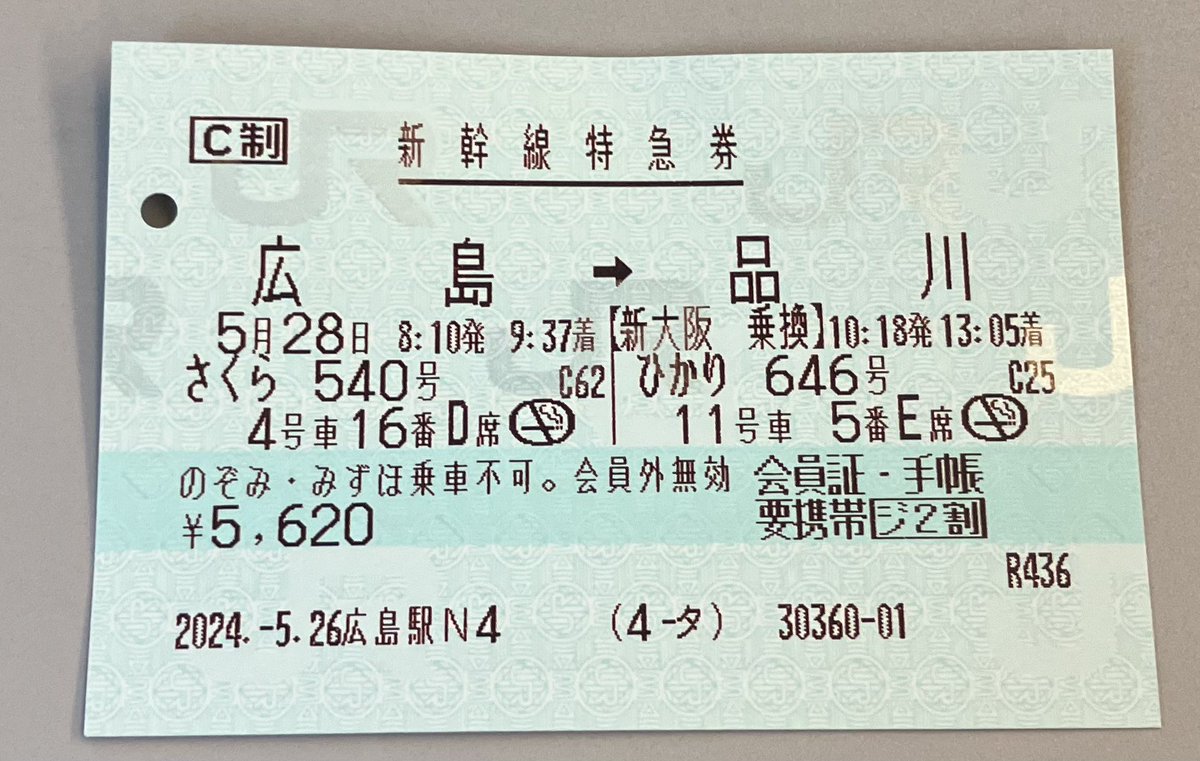 C制 新幹線特急券
広島 → 品川
5月28日 8:10発 9:37着【新大阪 乗換】10:18発 13:05着
さくら 540号 C62 ひかり 646号 C25
4号車16番D席 11号車 5番E席
のぞみ・みずほ乗車不可。会員外無効 会員証・手帳
¥5,620 要携帯ジ2割
R436
2024.-5.26広島駅N4 (4-タ) 30360-01